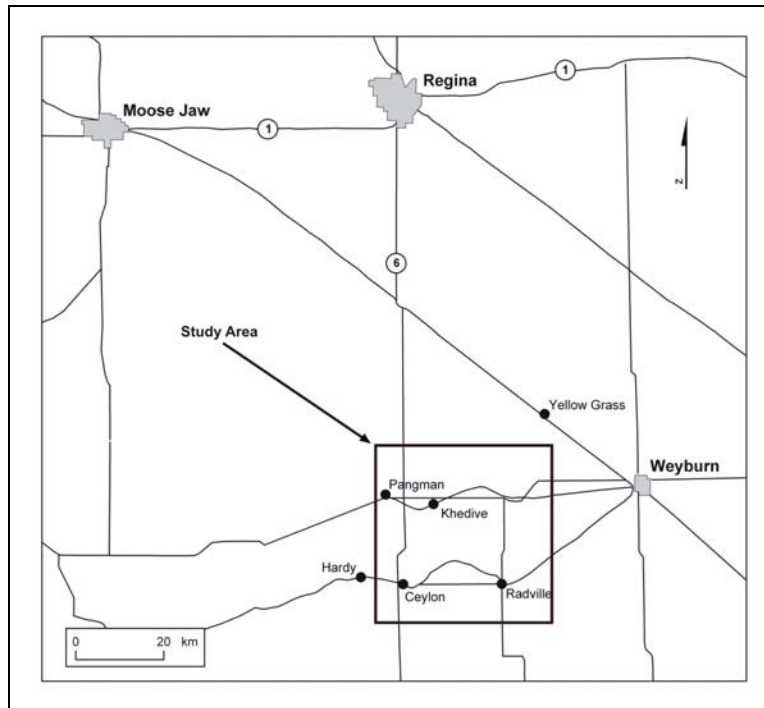 Regina
1
Moose Jaw
1
N
6
Study Area
Yellow Grass
Weyburn
Pangman
Khedive
Hardy
Ceylon
Radville
0 20 km